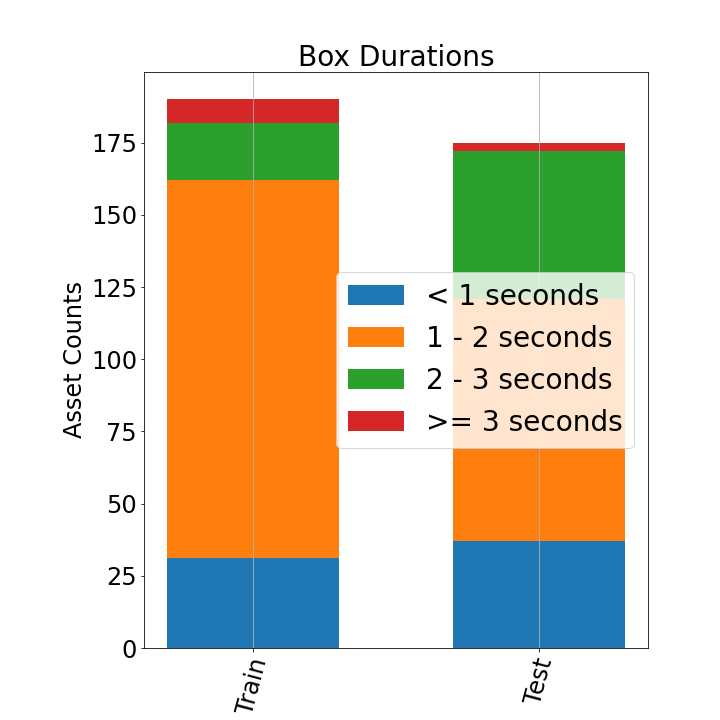 Box Durations
Asset Counts
175
150
125
100
75
50
25
0
< 1 seconds
1 - 2 seconds
2 - 3 seconds
>= 3 seconds
Train
Test